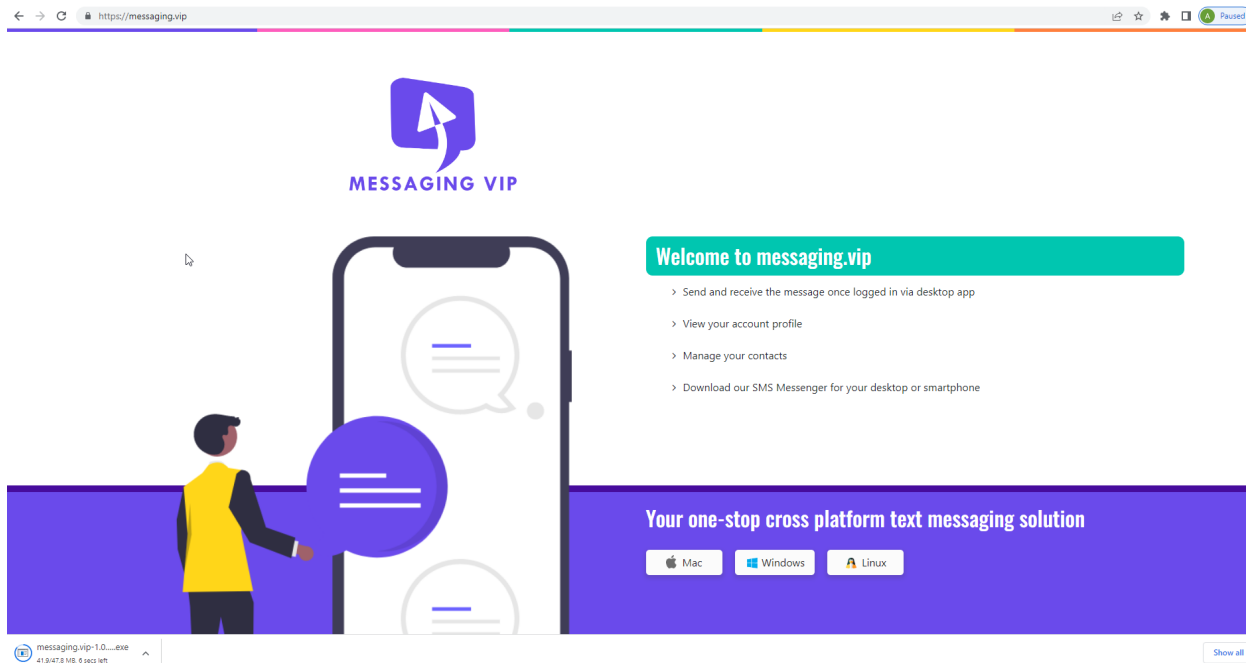 https://messaging.vip
A
Paused
MESSAGING VIP
Welcome to messaging.vip
> Send and receive the message once logged in via desktop app
> View your account profile
> Manage your contacts
> Download our SMS Messenger for your desktop or smartphone
Your one-stop cross platform text messaging solution
Mac
Windows
Linux
messaging.vip-1.0.....exe
41.9/47.8 MB, 6 secs left
Show all